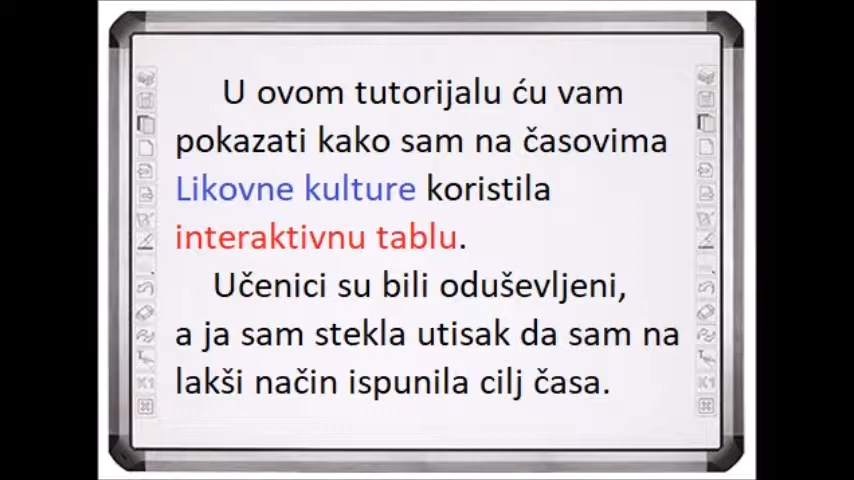 U ovom tutorijalu ću vam
pokazati kako sam na časovima
Likovne kulture koristila
interaktivnu tablu.
Učenici su bili oduševljeni,
a ja sam stekla utisak da sam na
lakši način ispunila cilj časa.